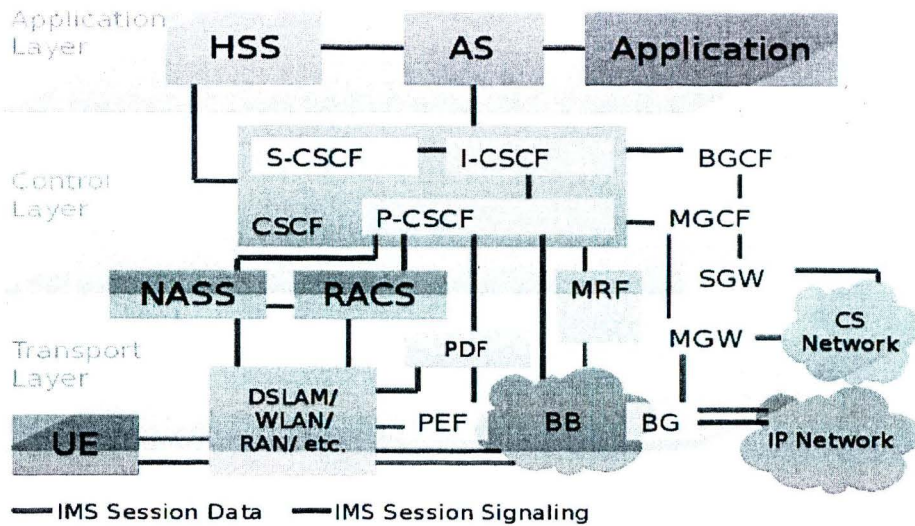 Application
Layer
HSS
AS
Application
S-CSCF
I-CSCF
BGCF
Control
Layer
CSCF
P-CSCF
MGCF
NASS
RACS
MRF
SGW
CS
Network
Transport
Layer
PDF
MGW
DSLAM/
WLAN/
RAN/ etc.
UE
PEF
BB
BG
IP Network
IMS Session Data
IMS Session Signaling